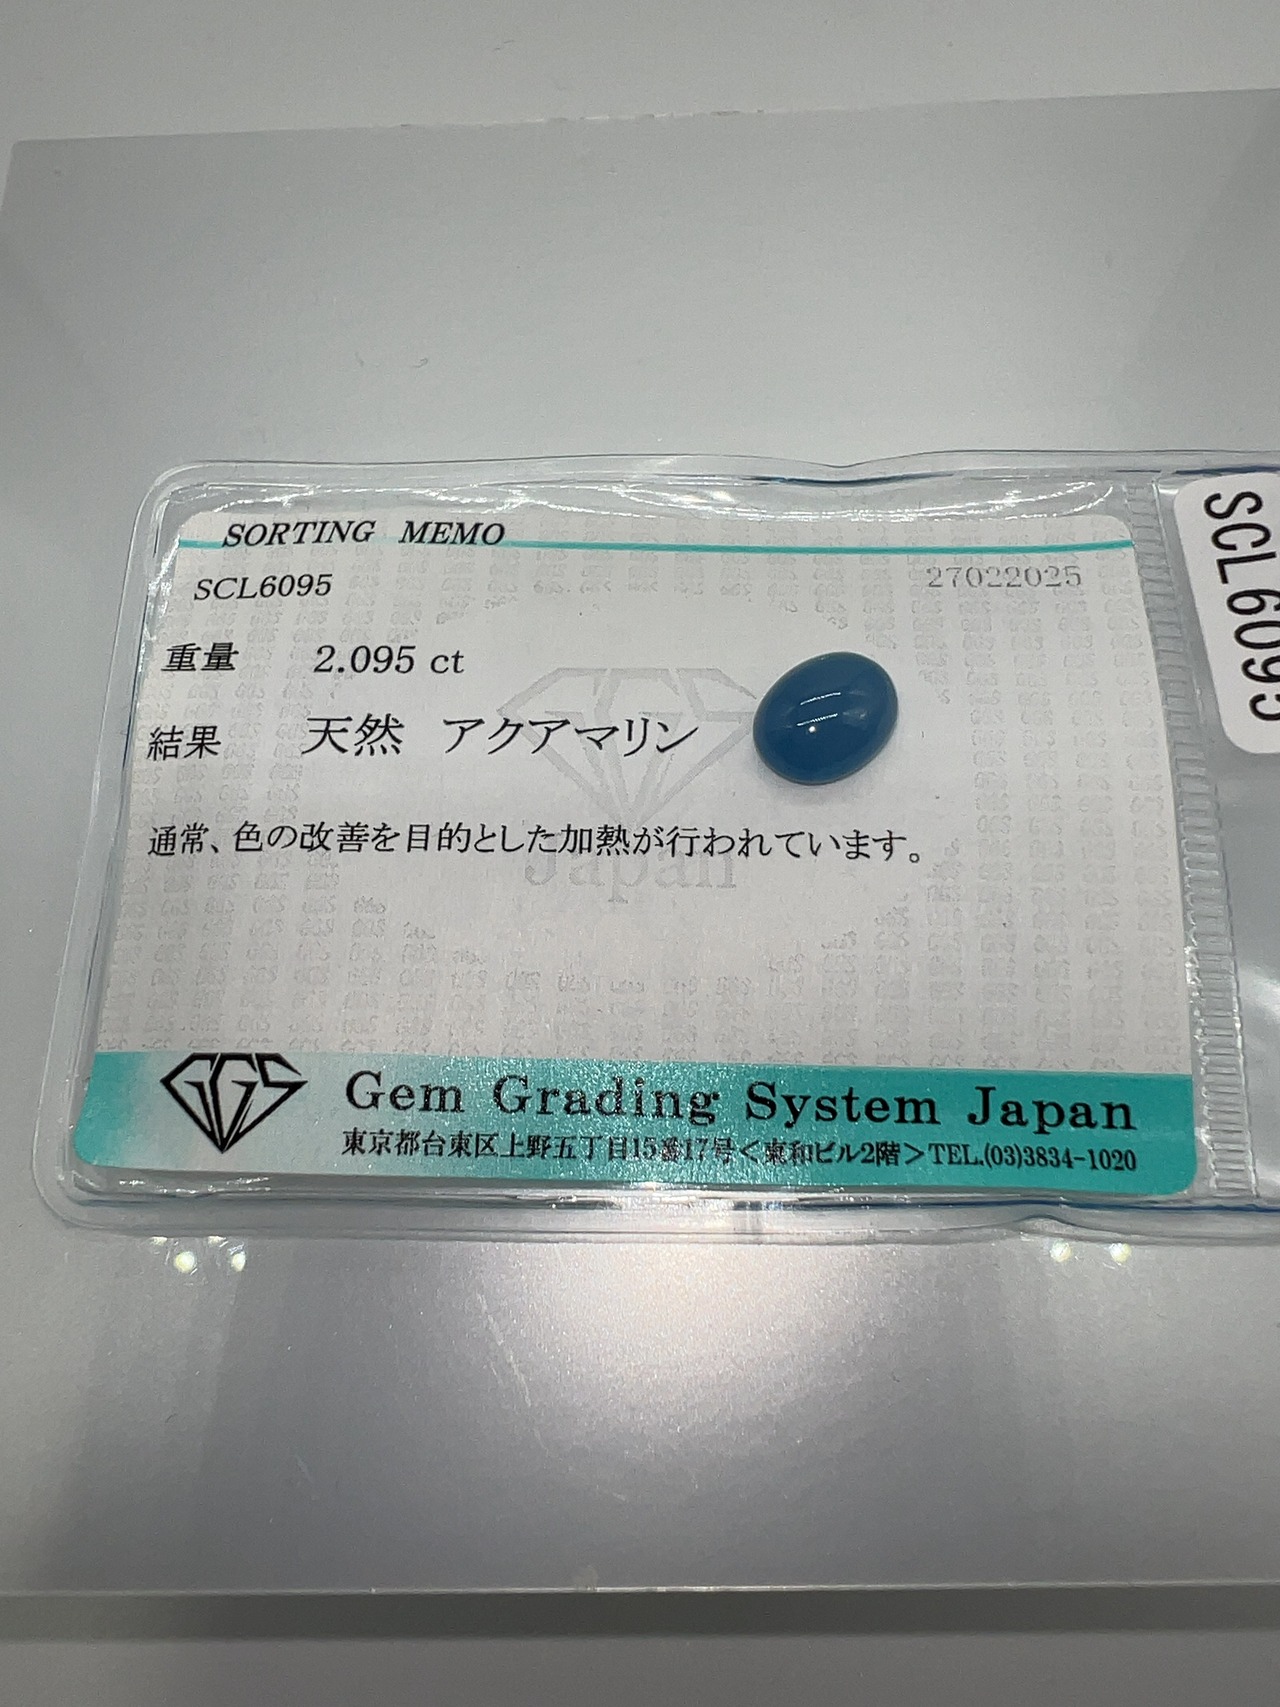 SORTING MEMO
SCL6095
27022025
重量 2.095 ct
結果 天然 アクアマリン
通常、色の改善を目的とした加熱が行われています。
GGS
Japan
GGS
Gem Grading System Japan
東京都台東区上野五丁目15番17号<東和ビル2階>TEL.(03)3834-1020
SCL6095